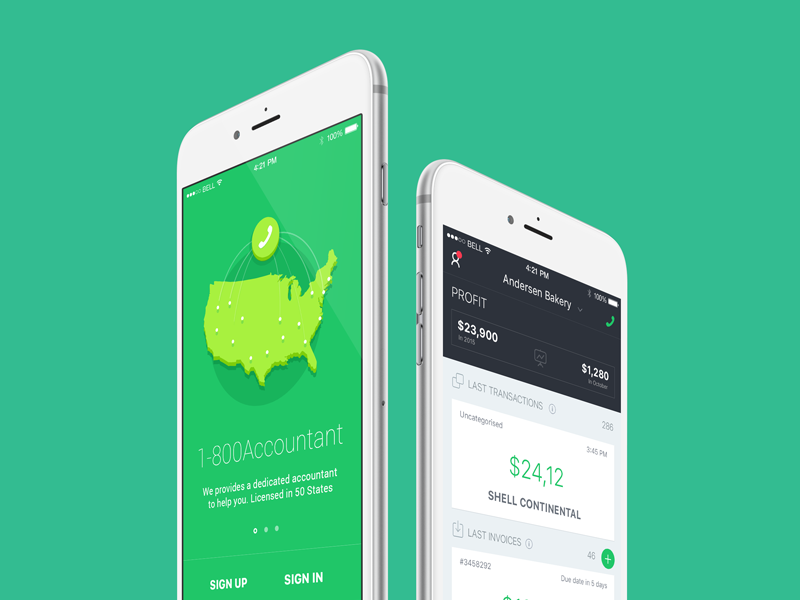 BELL
4:21 PM
100%
1-800Accountant
We provides a dedicated accountant
to help you. Licensed in 50 States
SIGN UP
SIGN IN
BELL
4:21 PM
100%
Andersen Bakery
PROFIT
$23,900
in 2015
$1,280
in October
LAST TRANSACTIONS
286
Uncategorised
3:45 PM
$24,12
SHELL CONTINENTAL
LAST INVOICES
46
#3458292
Due date in 5 days